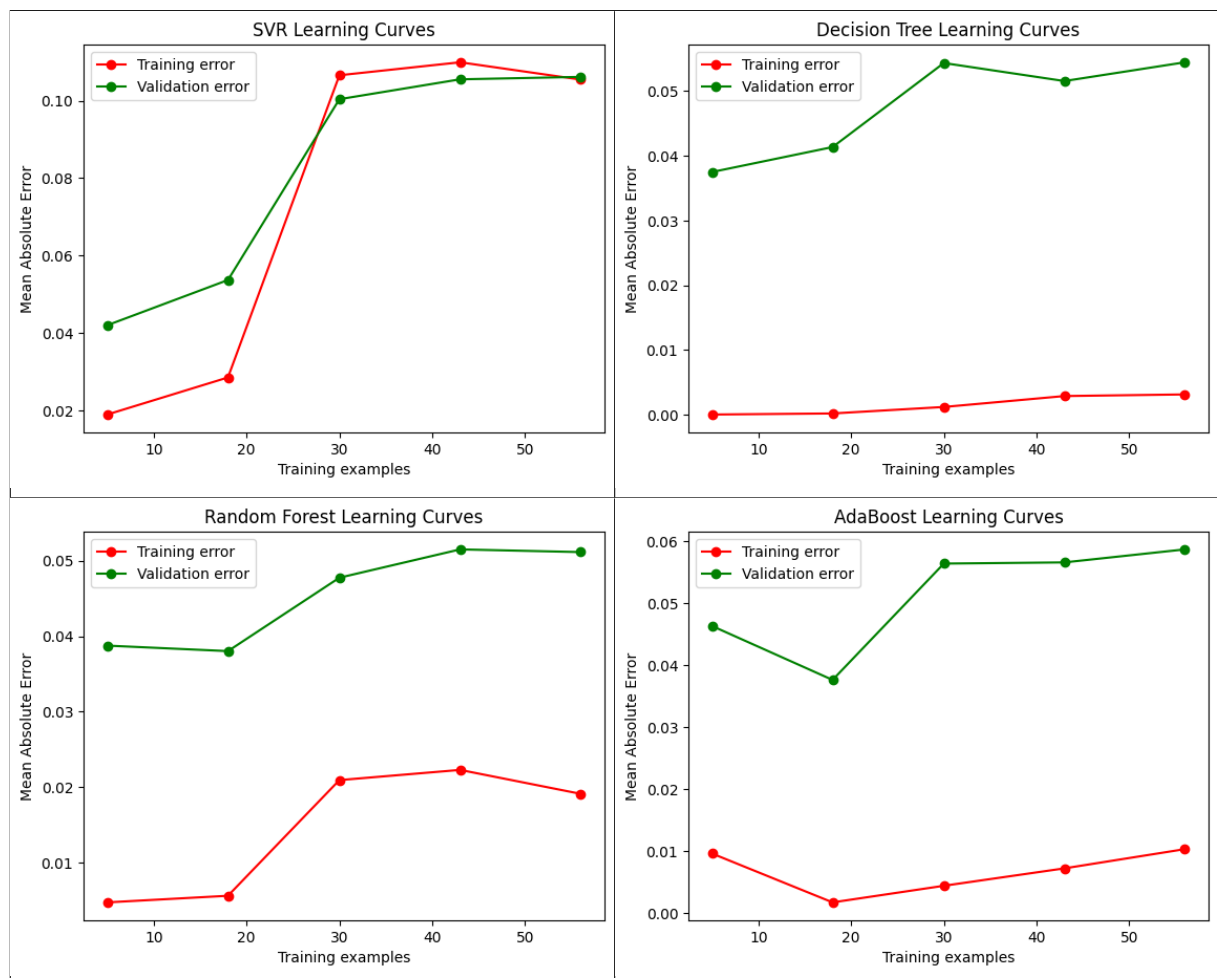 SVR Learning Curves
Training error
Validation error
Mean Absolute Error
0.10
0.08
0.06
0.04
0.02
10 20 30 40 50
Training examples
Decision Tree Learning Curves
Training error
Validation error
Mean Absolute Error
0.05
0.04
0.03
0.02
0.01
0.00
10 20 30 40 50
Training examples
Random Forest Learning Curves
Training error
Validation error
Mean Absolute Error
0.05
0.04
0.03
0.02
0.01
10 20 30 40 50
Training examples
AdaBoost Learning Curves
Training error
Validation error
Mean Absolute Error
0.06
0.05
0.04
0.03
0.02
0.01
0.00
10 20 30 40 50
Training examples